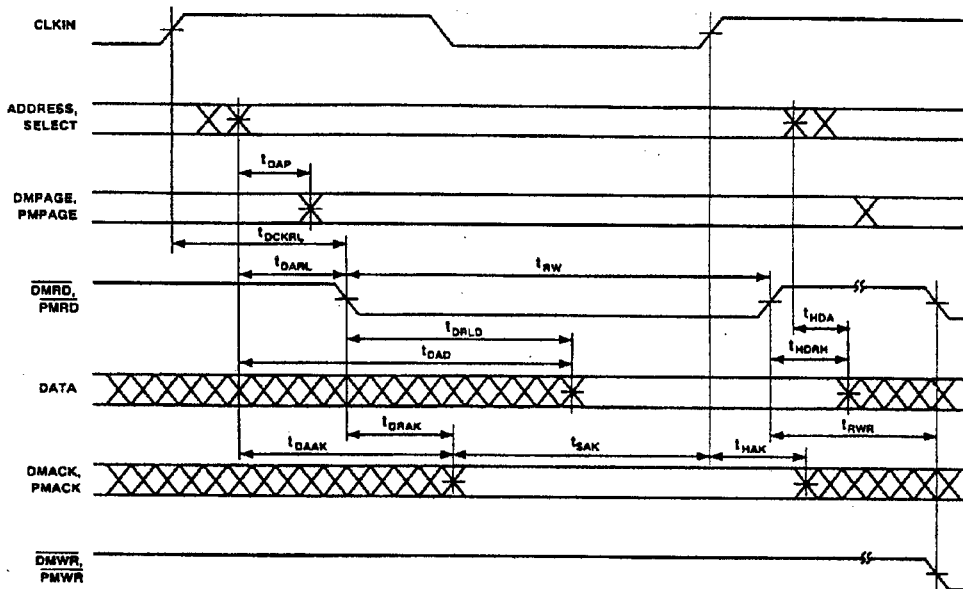 CLKIN
ADDRESS,
SELECT
tDAP
DMPAGE,
PMPAGE
tDCKRL
tDARL
tRW
DMRD,
PMRD
tHDA
tDRLD
tHDRH
tDAD
DATA
tDRAK
tRWR
tDAAK
tSAK
tHAK
DMACK,
PMACK
DMWR,
PMWR